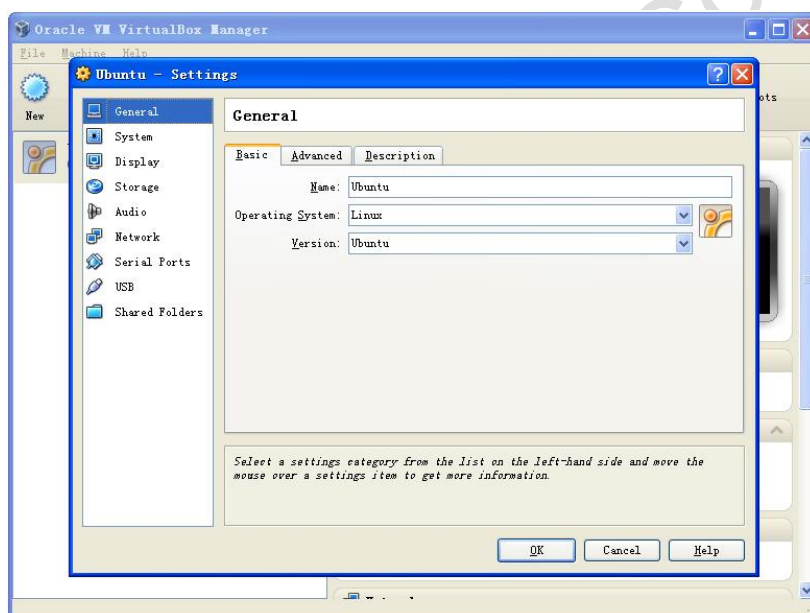 Oracle VM VirtualBox Manager
File Machine Help
Ubuntu - Settings
New
General
System
Display
Storage
Audio
Network
Serial Ports
USB
Shared Folders
General
Basic Advanced Description
Name: Ubuntu
Operating System: Linux
Version: Ubuntu
Select a settings category from the list on the left-hand side and move the
mouse over a settings item to get more information.
OK Cancel Help